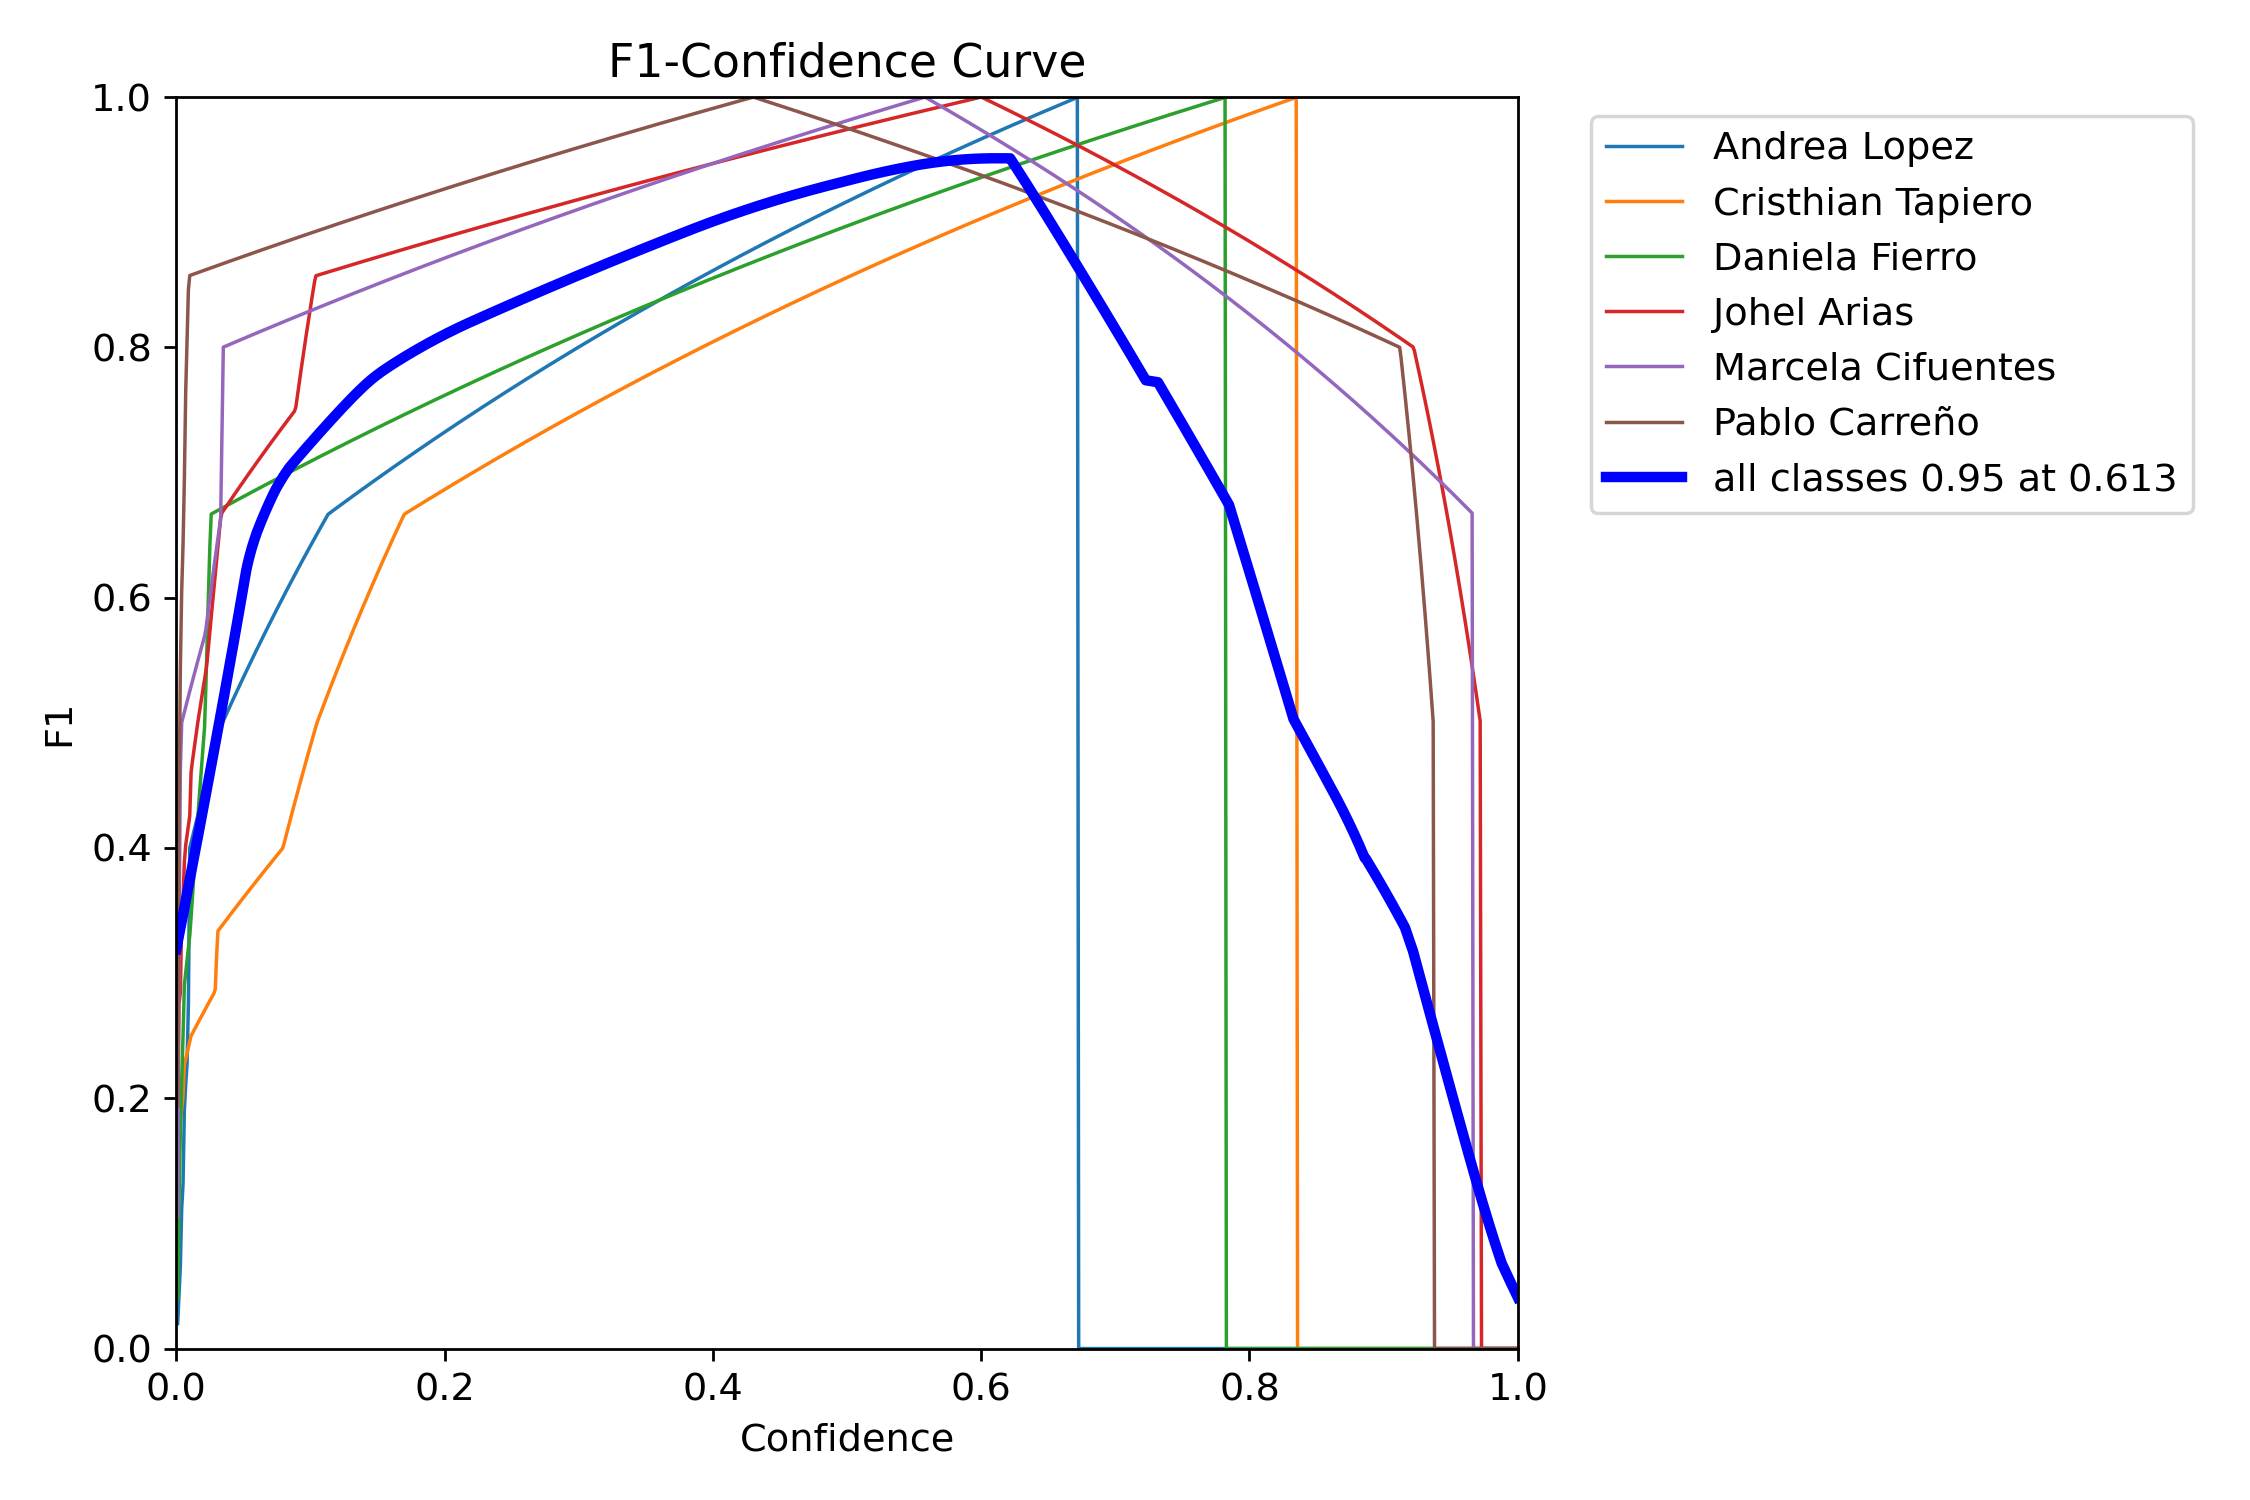 F1-Confidence Curve
1.0
0.8
0.6
0.4
0.2
0.0
F1
0.0 0.2 0.4 0.6 0.8 1.0
Confidence
Andrea Lopez
Cristhian Tapiero
Daniela Fierro
Johel Arias
Marcela Cifuentes
Pablo Carreño
all classes 0.95 at 0.613